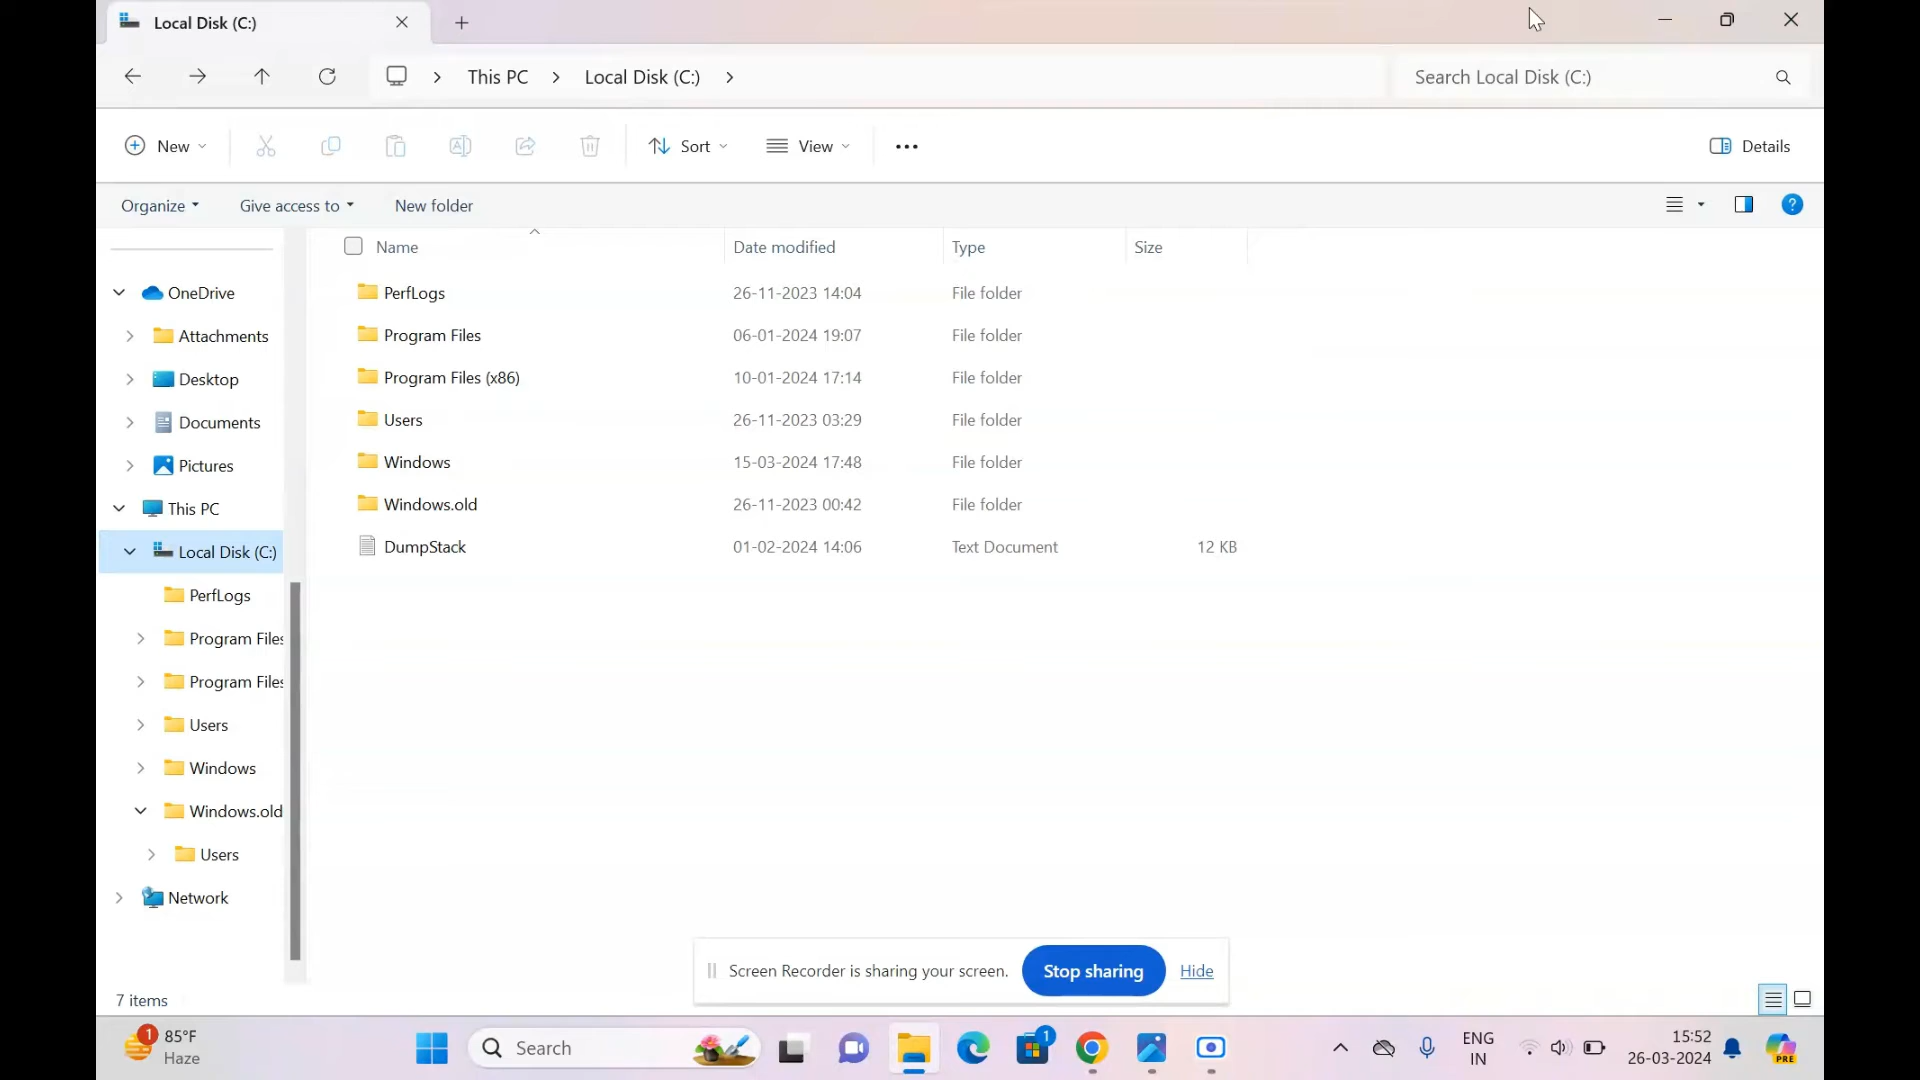 Local Disk (C:)
This PC
Local Disk (C:)
Search Local Disk (C:)
New
Sort
View
Details
Organize
Give access to
New folder
Name
Date modified
Type
Size
OneDrive
Attachments
Desktop
Documents
Pictures
This PC
Local Disk (C:)
PerfLogs
Program Files
Program Files
Users
Windows
Windows.old
Users
Network
PerfLogs 26-11-2023 14:04 File folder
Program Files 06-01-2024 19:07 File folder
Program Files (x86) 10-01-2024 17:14 File folder
Users 26-11-2023 03:29 File folder
Windows 15-03-2024 17:48 File folder
Windows.old 26-11-2023 00:42 File folder
DumpStack 01-02-2024 14:06 Text Document 12 KB
Screen Recorder is sharing your screen.
Stop sharing
Hide
7 items
1
85°F
Haze
Search
1
ENG
IN
15:52
26-03-2024
PRE